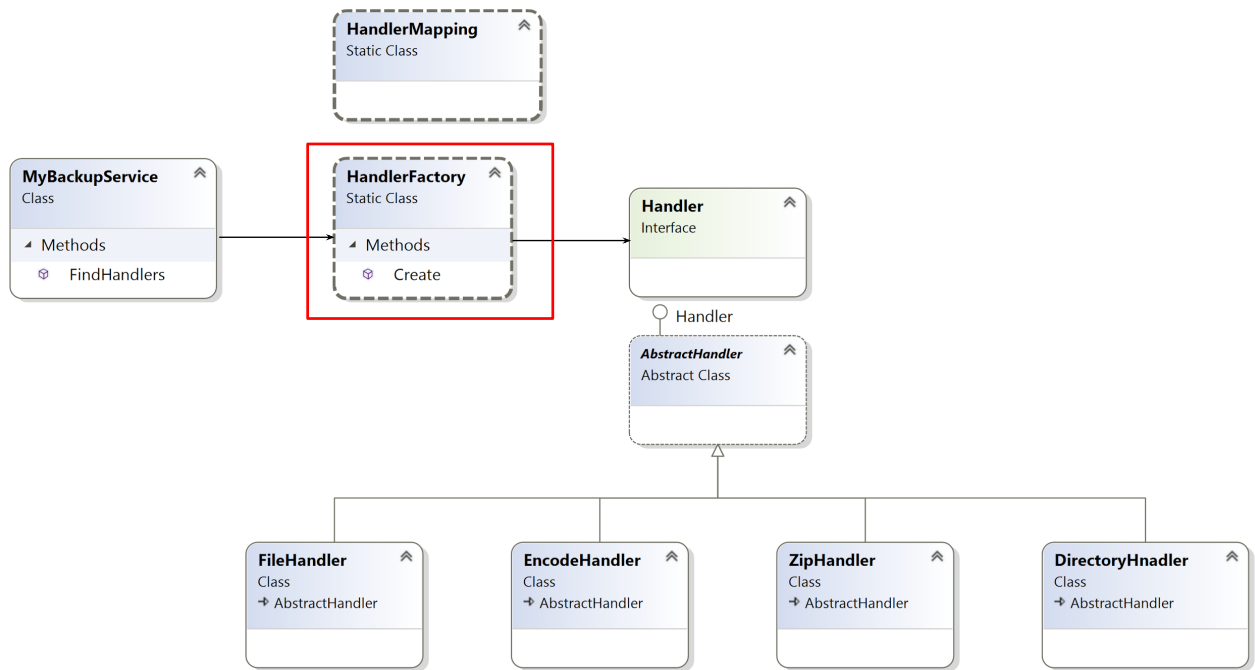 HandlerMapping
Static Class
MyBackupService
Class
Methods
FindHandlers
HandlerFactory
Static Class
Methods
Create
Handler
Interface
Handler
AbstractHandler
Abstract Class
FileHandler
Class
AbstractHandler
EncodeHandler
Class
AbstractHandler
ZipHandler
Class
AbstractHandler
DirectoryHnadler
Class
AbstractHandler